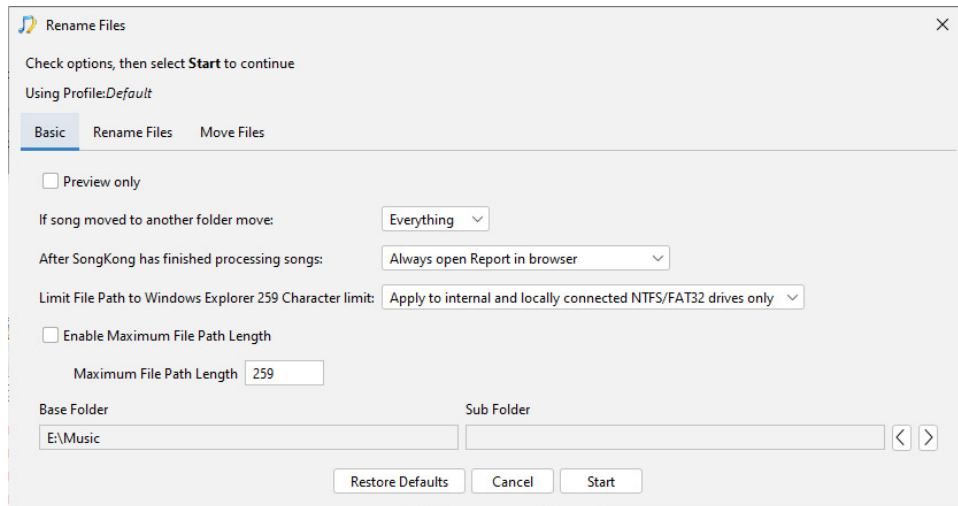 Rename Files
Check options, then select Start to continue
Using Profile:Default
Basic Rename Files Move Files
Preview only
If song moved to another folder move: Everything
After SongKong has finished processing songs: Always open Report in browser
Limit File Path to Windows Explorer 259 Character limit: Apply to internal and locally connected NTFS/FAT32 drives only
Enable Maximum File Path Length
Maximum File Path Length 259
Base Folder Sub Folder
E:\Music
Restore Defaults Cancel Start